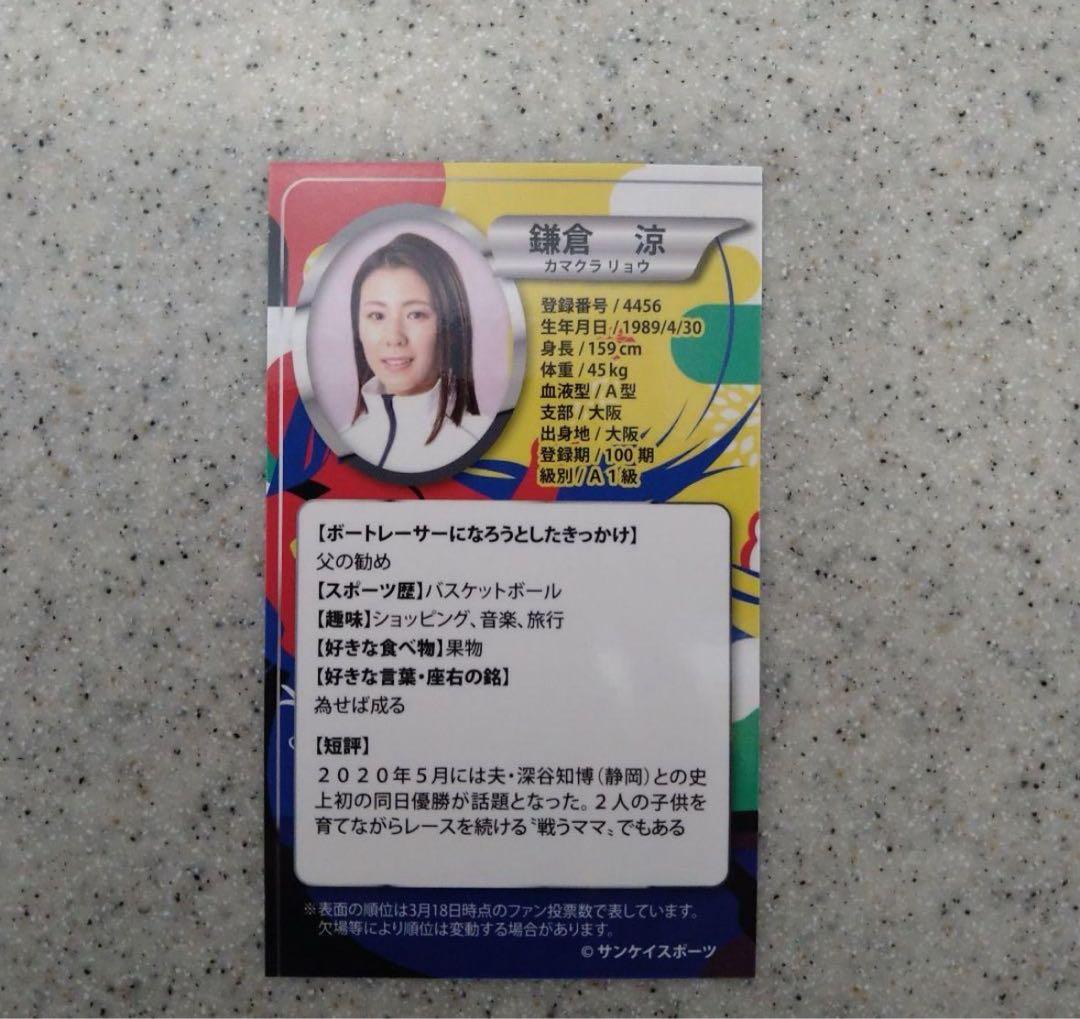 鎌倉 涼
カマクラ リョウ
登録番号 / 4456
生年月日 / 1989/4/30
身長 / 159cm
体重 / 45kg
血液型 / A型
支部 / 大阪
出身地 / 大阪
登録期 / 100期
級別 / A1級
【ボートレーサーになろうとしたきっかけ】
父の勧め
【スポーツ歴】バスケットボール
【趣味】ショッピング、音楽、旅行
【好きな食べ物】果物
【好きな言葉・座右の銘】
為せば成る
【短評】
２０２０年５月には夫・深谷知博（静岡）との史
上初の同日優勝が話題となった。２人の子供を
育てながらレースを続ける〝戦うママ〟でもある
※表面の順位は3月18日時点のファン投票数で表しています。
欠場等により順位は変動する場合があります。
© サンケイスポーツ